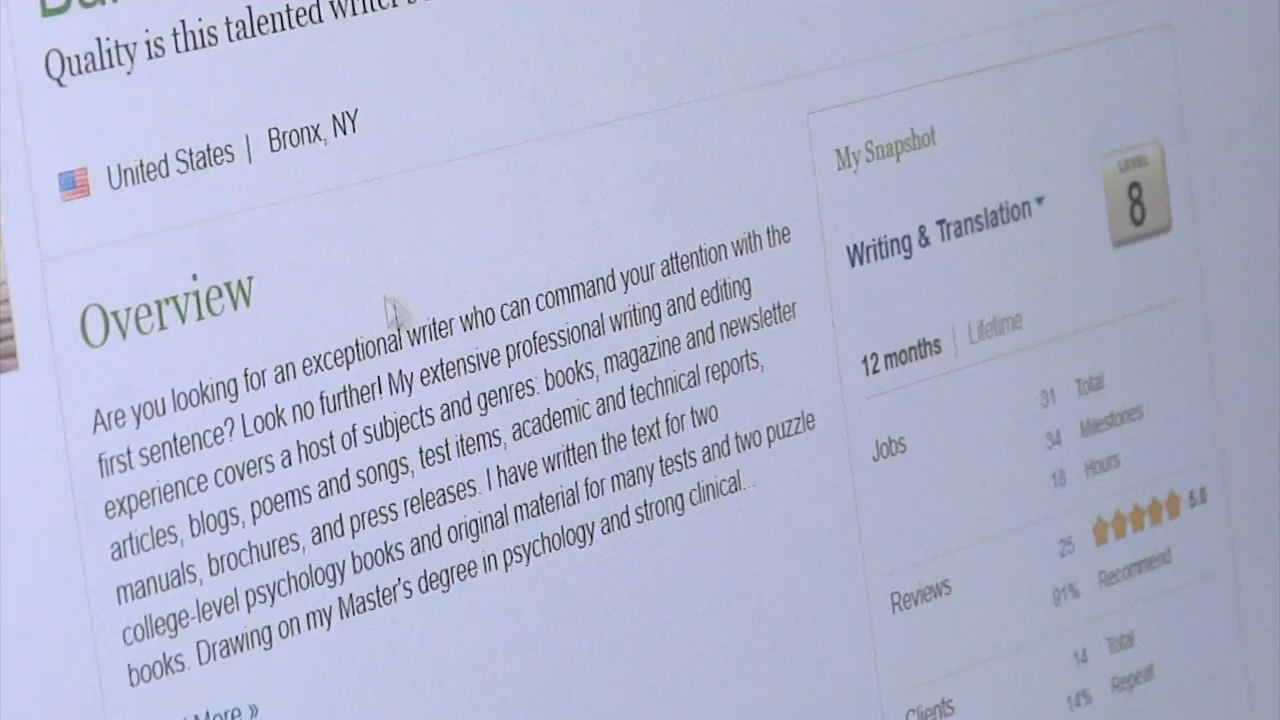 Quality is this talented writer's
United States | Bronx, NY
Overview
Are you looking for an exceptional writer who can command your attention with the
first sentence? Look no further! My extensive professional writing and editing
experience covers a host of subjects and genres: books, magazine and newsletter
articles, blogs, poems and songs, test items, academic and technical reports,
manuals, brochures, and press releases. I have written the text for two
college-level psychology books and original material for many tests and two puzzle
books. Drawing on my Master's degree in psychology and strong clinical...
More »
My Snapshot
Writing & Translation
LEVEL
8
12 months | Lifetime
Jobs
31 Total
34 Milestones
18 Hours
Reviews
25
91% Recommend
Clients
14 Total
14% Repeat